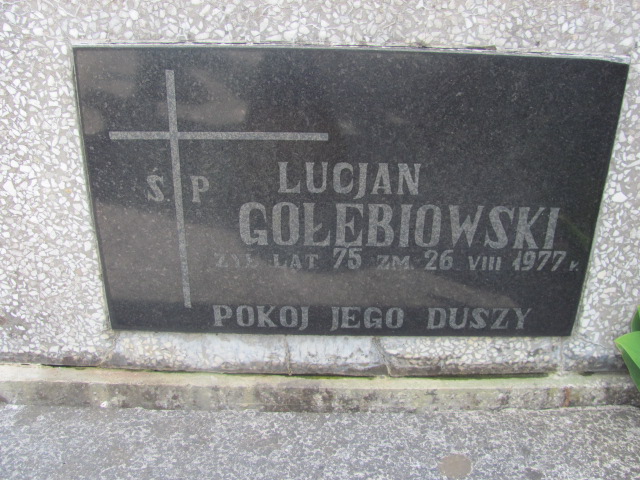 Ś. P LUCJAN
GOŁĘBIOWSKI
ŻYŁ LAT 75 ZM. 26 VIII 1977 R.
POKÓJ JEGO DUSZY